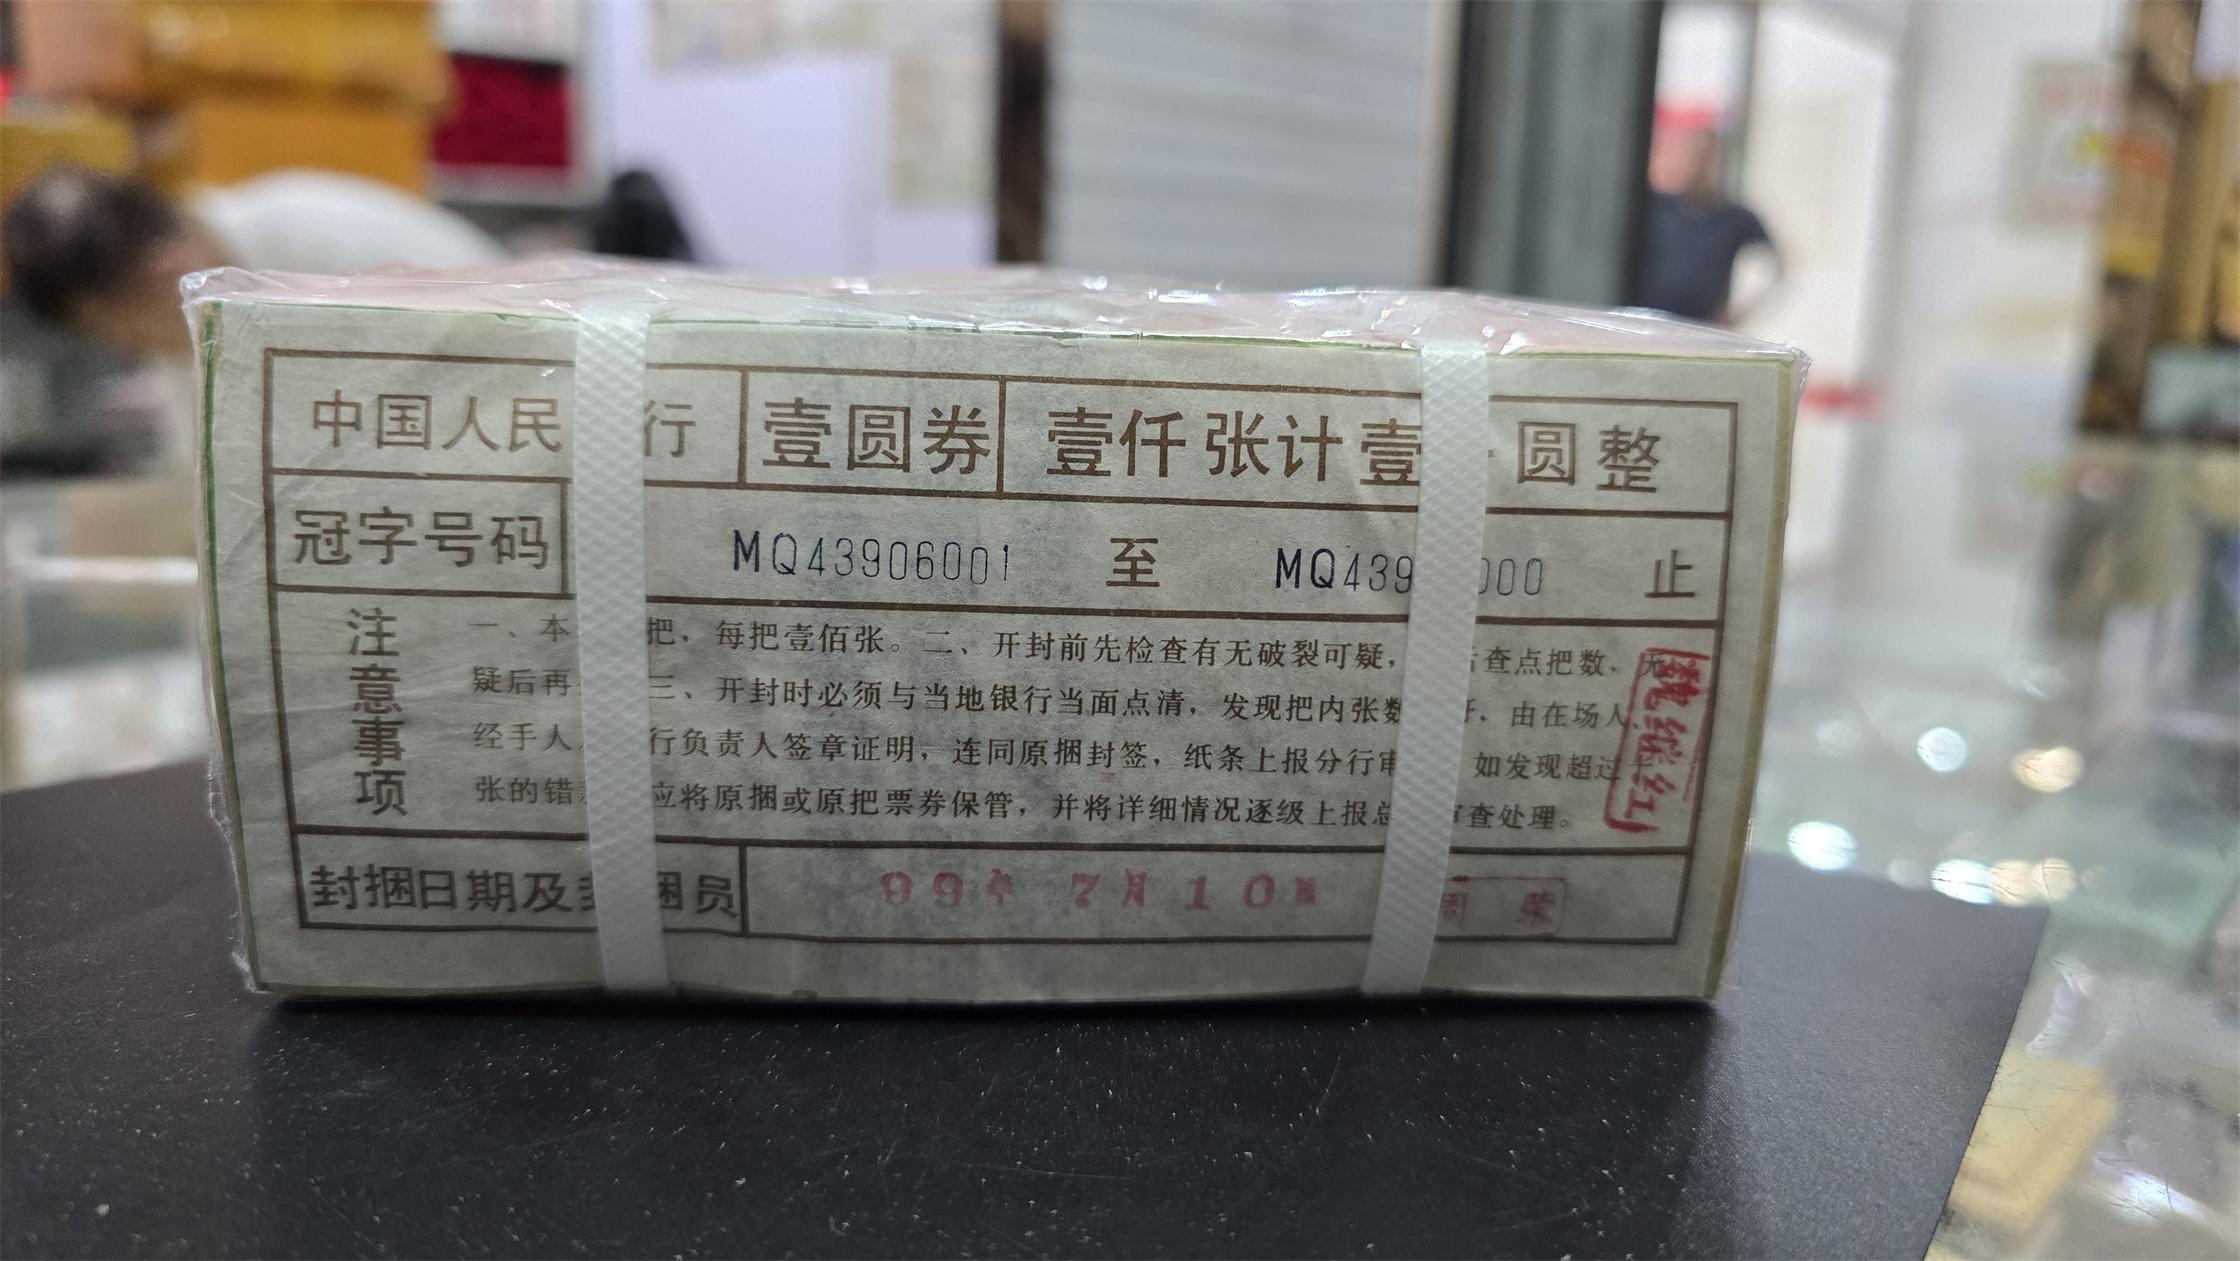 中国人民 行 壹圆券 壹仟张计壹 圆整
冠字号码 MQ43906001 至 MQ439 000 止
注意事项
一、本 把，每把壹佰张。二、开封前先检查有无破裂可疑， 查点把数，无
疑后再 三、开封时必须与当地银行当面点清，发现把内张数 ，由在场人、
经手人 行负责人签章证明，连同原捆封签，纸条上报分行审 如发现超过十
张的错 应将原捆或原把票券保管，并将详细情况逐级上报总 审查处理。
封捆日期及封捆员 99年 7月 10日 周 荣